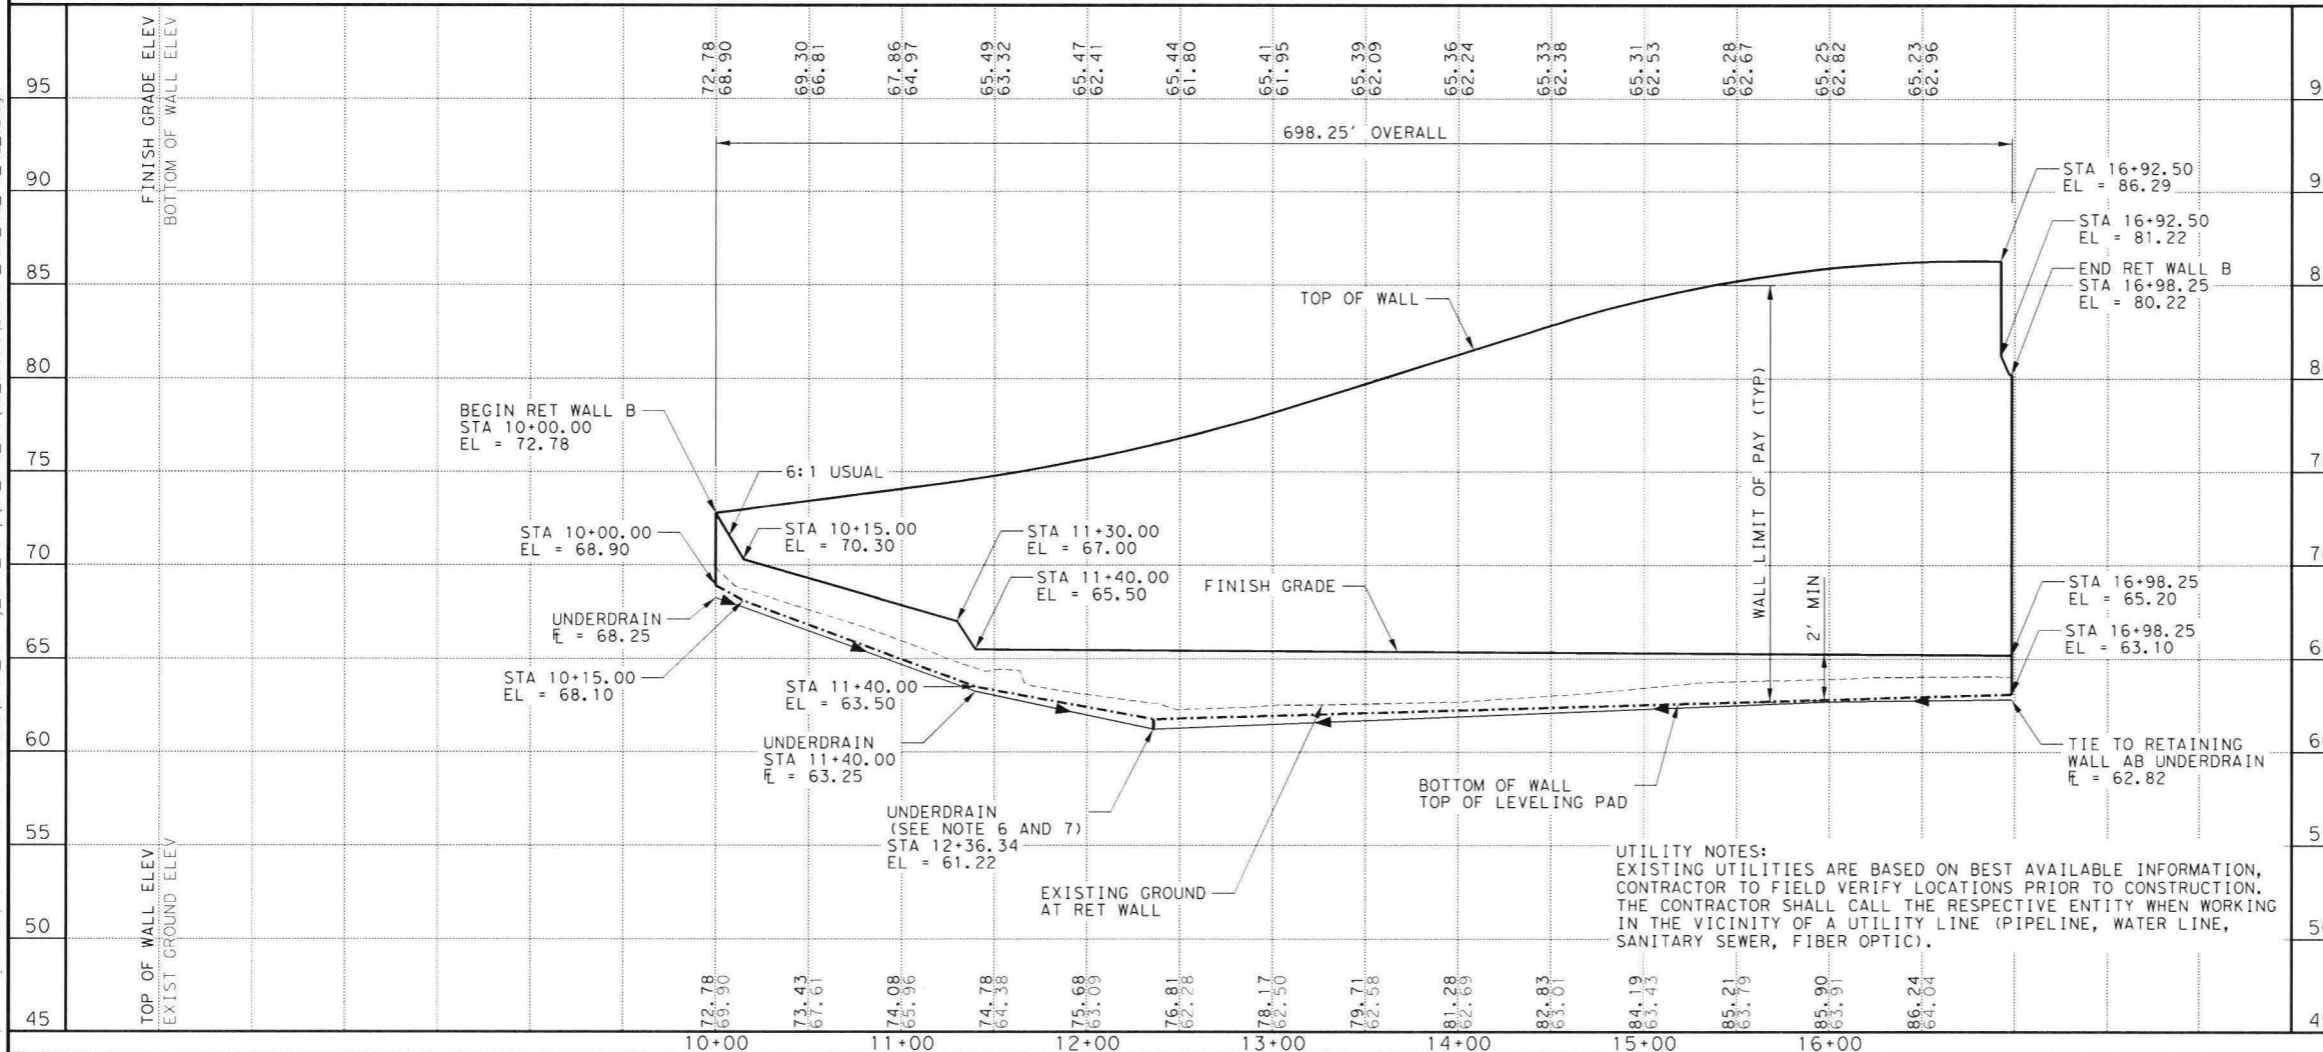 FINISH GRADE ELEV
BOTTOM OF WALL ELEV
72.78
68.90
69.30
66.81
67.86
64.97
65.49
63.32
65.47
62.41
65.44
61.80
65.41
61.95
65.39
62.09
65.36
62.24
65.33
62.38
65.31
62.53
65.28
62.67
65.25
62.82
65.23
62.96
95
90
85
80
75
70
65
60
55
50
45
698.25' OVERALL
STA 16+92.50
EL = 86.29
STA 16+92.50
EL = 81.22
END RET WALL B
STA 16+98.25
EL = 80.22
TOP OF WALL
WALL LIMIT OF PAY (TYP)
2' MIN
BEGIN RET WALL B
STA 10+00.00
EL = 72.78
6:1 USUAL
STA 10+00.00
EL = 68.90
STA 10+15.00
EL = 70.30
STA 11+30.00
EL = 67.00
STA 11+40.00
EL = 65.50
FINISH GRADE
STA 16+98.25
EL = 65.20
STA 16+98.25
EL = 63.10
UNDERDRAIN
FL = 68.25
STA 10+15.00
EL = 68.10
STA 11+40.00
EL = 63.50
UNDERDRAIN
STA 11+40.00
FL = 63.25
UNDERDRAIN
(SEE NOTE 6 AND 7)
STA 12+36.34
EL = 61.22
EXISTING GROUND
AT RET WALL
BOTTOM OF WALL
TOP OF LEVELING PAD
TIE TO RETAINING
WALL AB UNDERDRAIN
FL = 62.82
UTILITY NOTES:
EXISTING UTILITIES ARE BASED ON BEST AVAILABLE INFORMATION,
CONTRACTOR TO FIELD VERIFY LOCATIONS PRIOR TO CONSTRUCTION.
THE CONTRACTOR SHALL CALL THE RESPECTIVE ENTITY WHEN WORKING
IN THE VICINITY OF A UTILITY LINE (PIPELINE, WATER LINE,
SANITARY SEWER, FIBER OPTIC).
TOP OF WALL ELEV
EXIST GROUND ELEV
72.78
69.90
73.43
67.61
74.08
65.96
74.78
64.38
75.68
63.09
76.81
62.28
78.17
62.50
79.71
62.58
81.28
62.69
82.83
63.01
84.19
63.43
85.21
63.79
85.90
63.91
86.24
64.04
10+00
11+00
12+00
13+00
14+00
15+00
16+00